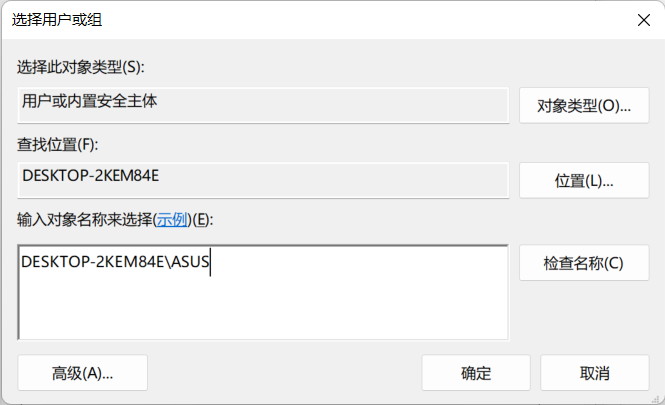 选择用户或组
选择此对象类型(S):
用户或内置安全主体
对象类型(O)...
查找位置(F):
DESKTOP-2KEM84E
位置(L)...
输入对象名称来选择(示例)(E):
DESKTOP-2KEM84E\ASUS
检查名称(C)
高级(A)...
确定
取消